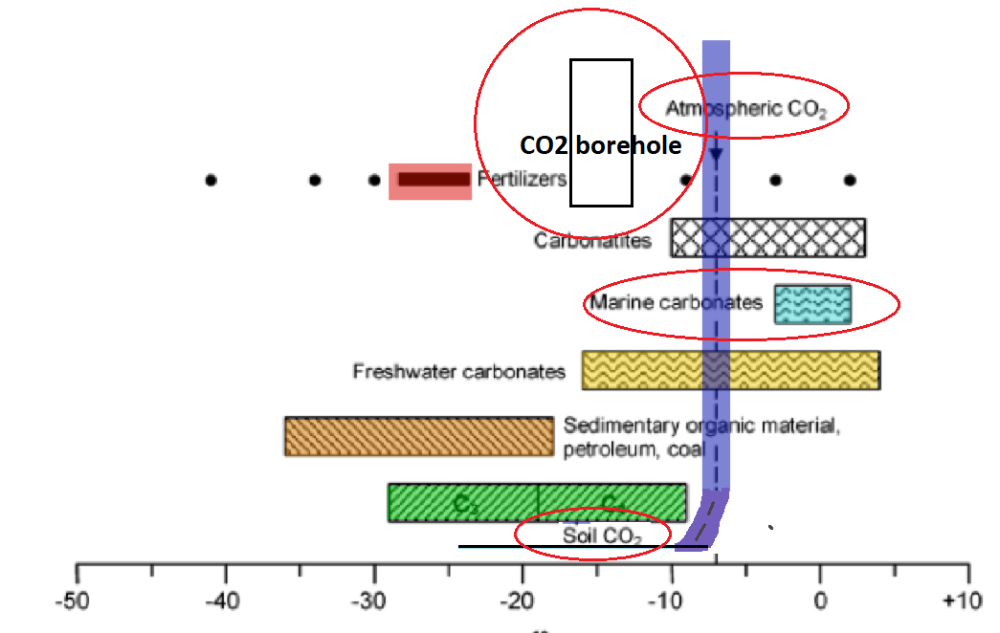 Atmospheric CO₂
CO2 borehole
Fertilizers
Carbonatites
Marine carbonates
Freshwater carbonates
Sedimentary organic material,
petroleum, coal
C₃
Soil CO₂
-50 -40 -30 -20 -10 0 +10